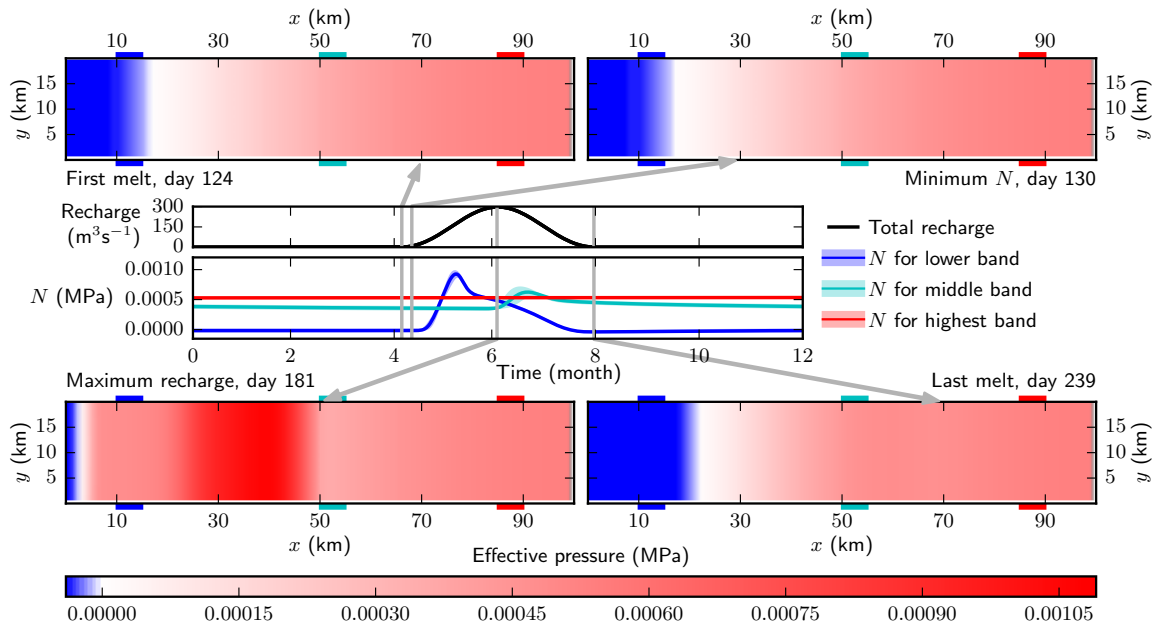 x (km)
x (km)
10 30 50 70 90
10 30 50 70 90
y (km)
15
10
5
15
10
5
y (km)
First melt, day 124
Minimum N, day 130
Recharge
(m³s⁻¹)
300
150
0
Total recharge
N for lower band
N for middle band
N for highest band
N (MPa)
0.0010
0.0005
0.0000
0 2 4 6 8 10 12
Time (month)
Maximum recharge, day 181
Last melt, day 239
y (km)
15
10
5
15
10
5
y (km)
10 30 50 70 90
10 30 50 70 90
x (km)
x (km)
Effective pressure (MPa)
0.00000 0.00015 0.00030 0.00045 0.00060 0.00075 0.00090 0.00105